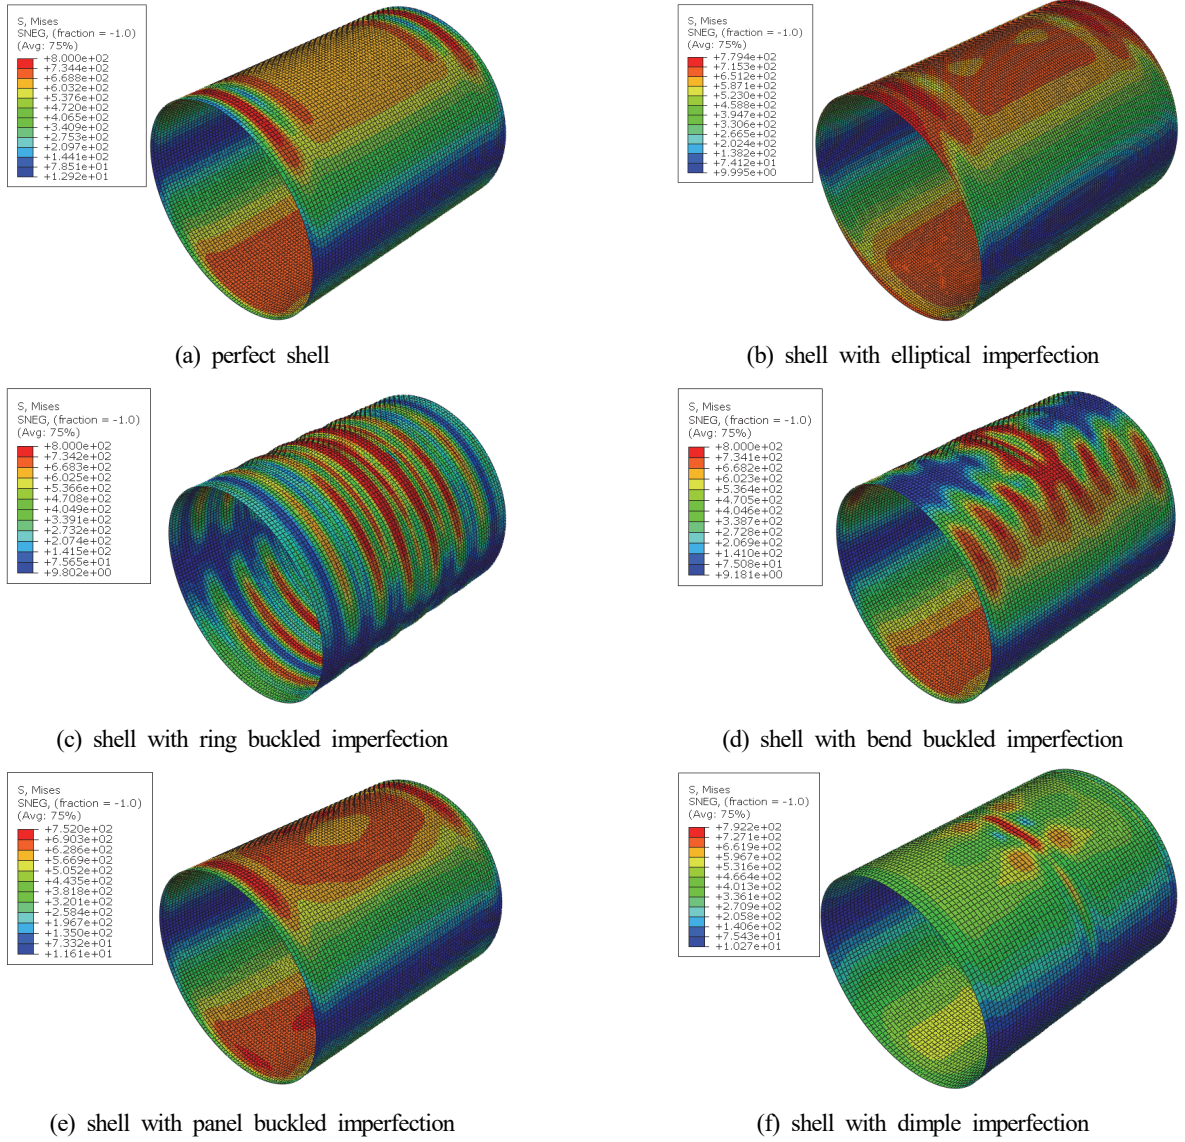 S, Mises
SNEG, (fraction = -1.0)
(Avg: 75%)
+8.000e+02
+7.344e+02
+6.688e+02
+6.032e+02
+5.376e+02
+4.720e+02
+4.065e+02
+3.409e+02
+2.753e+02
+2.097e+02
+1.441e+02
+7.851e+01
+1.292e+01
(a) perfect shell
S, Mises
SNEG, (fraction = -1.0)
(Avg: 75%)
+7.794e+02
+7.153e+02
+6.512e+02
+5.871e+02
+5.230e+02
+4.588e+02
+3.947e+02
+3.306e+02
+2.665e+02
+2.024e+02
+1.382e+02
+7.412e+01
+9.995e+00
(b) shell with elliptical imperfection
S, Mises
SNEG, (fraction = -1.0)
(Avg: 75%)
+8.000e+02
+7.342e+02
+6.683e+02
+6.025e+02
+5.366e+02
+4.708e+02
+4.049e+02
+3.391e+02
+2.732e+02
+2.074e+02
+1.415e+02
+7.565e+01
+9.802e+00
(c) shell with ring buckled imperfection
S, Mises
SNEG, (fraction = -1.0)
(Avg: 75%)
+8.000e+02
+7.341e+02
+6.682e+02
+6.023e+02
+5.364e+02
+4.705e+02
+4.046e+02
+3.387e+02
+2.728e+02
+2.069e+02
+1.410e+02
+7.508e+01
+9.181e+00
(d) shell with bend buckled imperfection
S, Mises
SNEG, (fraction = -1.0)
(Avg: 75%)
+7.520e+02
+6.903e+02
+6.286e+02
+5.669e+02
+5.052e+02
+4.435e+02
+3.818e+02
+3.201e+02
+2.584e+02
+1.967e+02
+1.350e+02
+7.332e+01
+1.161e+01
(e) shell with panel buckled imperfection
S, Mises
SNEG, (fraction = -1.0)
(Avg: 75%)
+7.922e+02
+7.271e+02
+6.619e+02
+5.967e+02
+5.316e+02
+4.664e+02
+4.013e+02
+3.361e+02
+2.709e+02
+2.058e+02
+1.406e+02
+7.543e+01
+1.027e+01
(f) shell with dimple imperfection